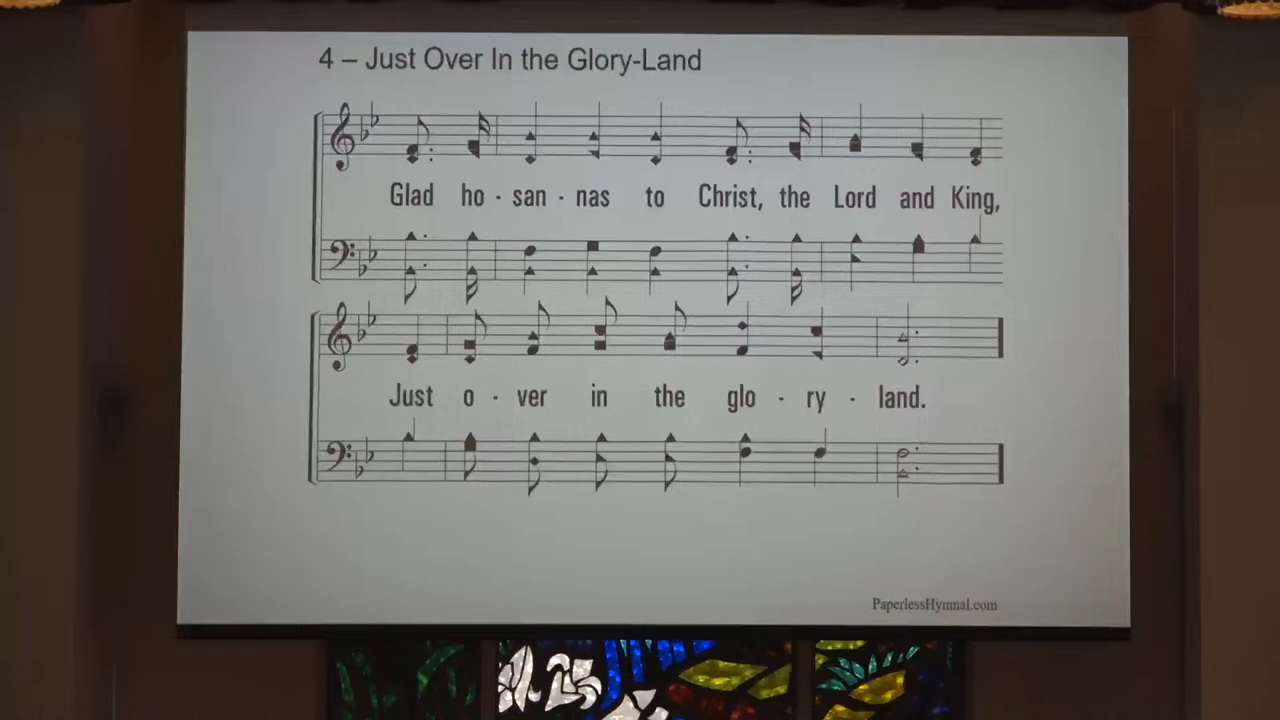 4 – Just Over In the Glory-Land
Glad ho - san - nas to Christ, the Lord and King,
Just o - ver in the glo - ry - land.
PaperlessHymnal.com